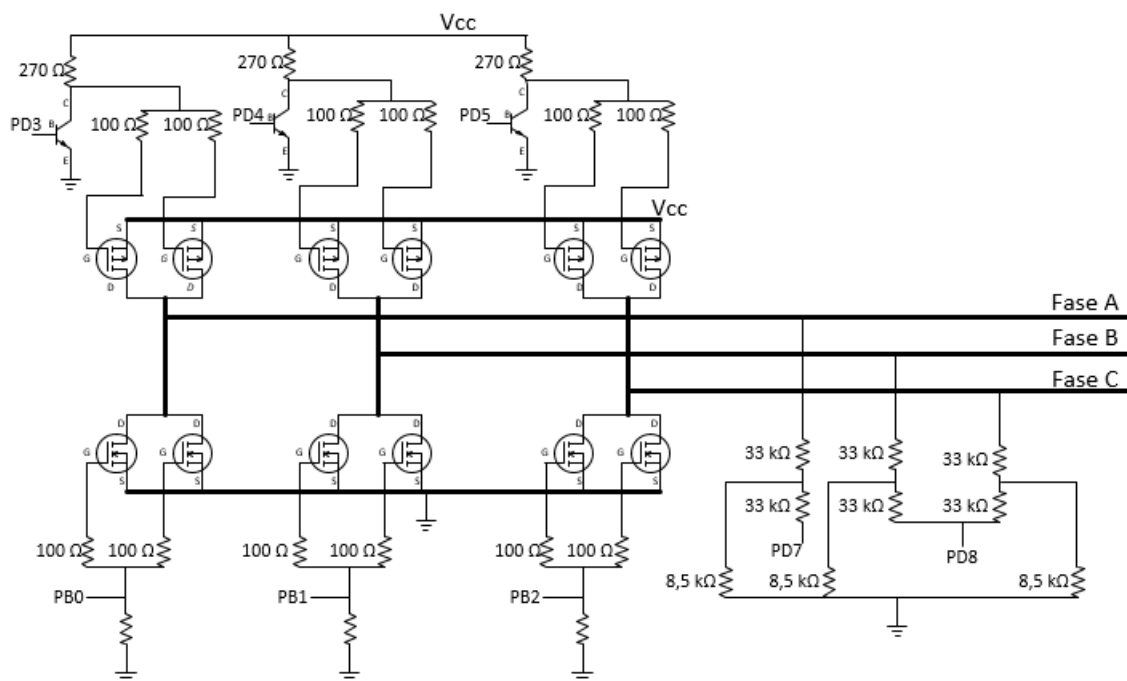 Vcc
270 Ω 270 Ω 270 Ω
C C C
PD3 B 100 Ω 100 Ω PD4 B 100 Ω 100 Ω PD5 B 100 Ω 100 Ω
E E E
Vcc
S S S S S S
G G G G G G
D D D D D D
Fase A
Fase B
Fase C
D D D D D D
G G G G G G
S S S S S S
33 kΩ 33 kΩ 33 kΩ
33 kΩ 33 kΩ 33 kΩ
PD7 PD8
100 Ω 100 Ω 100 Ω 100 Ω 100 Ω 100 Ω
8,5 kΩ 8,5 kΩ 8,5 kΩ
PB0 PB1 PB2